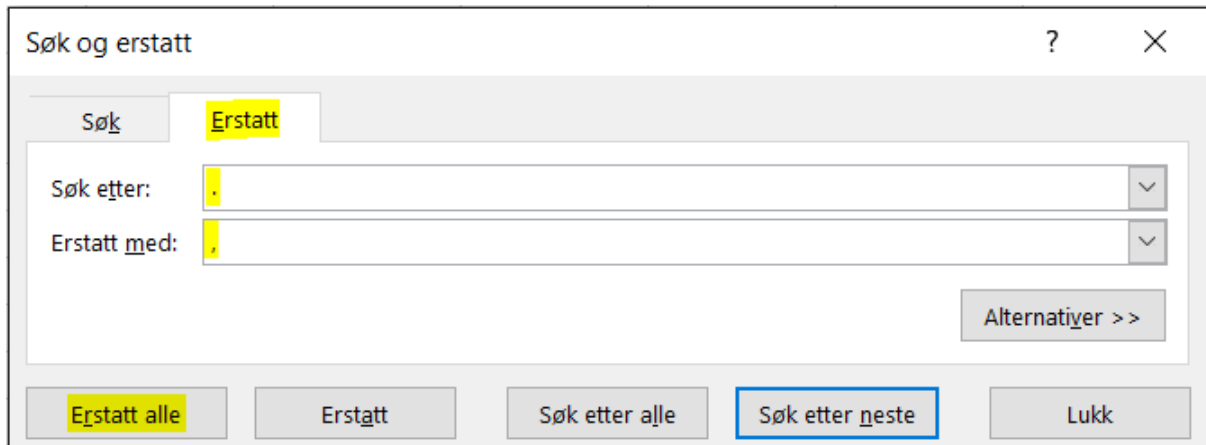 Søk og erstatt ?
Søk Erstatt
Søk etter: .
Erstatt med: ,
Alternativer >>
Erstatt alle Erstatt Søk etter alle Søk etter neste Lukk